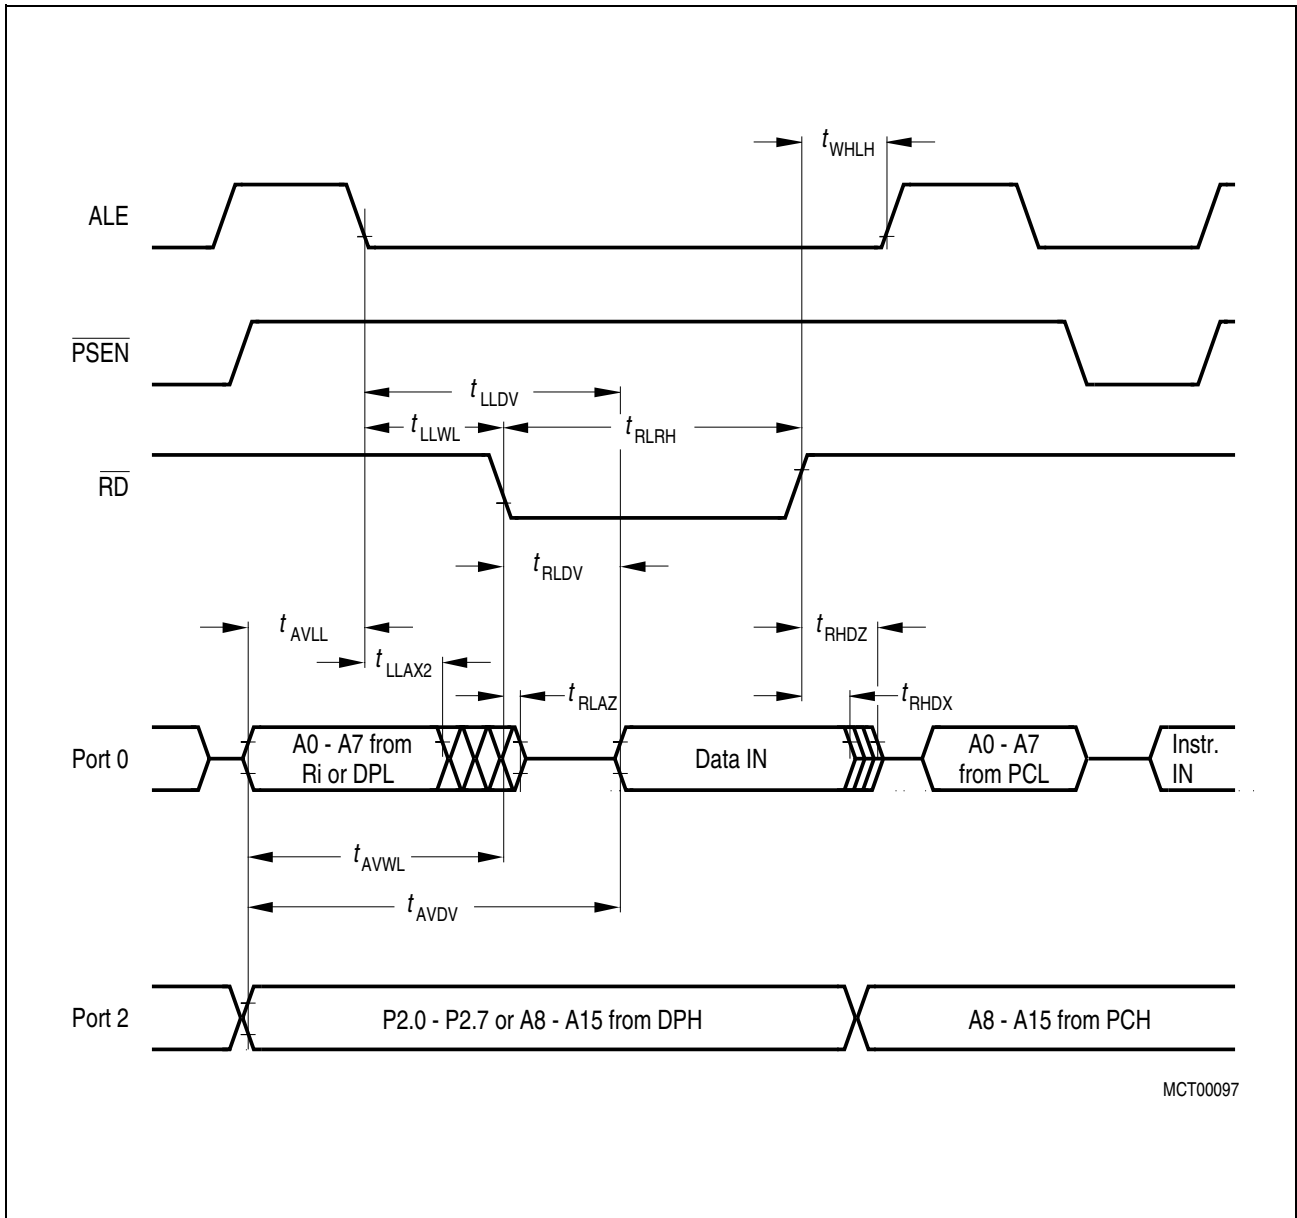 t WHLH
ALE
PSEN
t LLDV
t LLWL
t RLRH
RD
t RLDV
t AVLL
t RHDZ
t LLAX2
t RLAZ
t RHDX
Port 0
A0 - A7 from
Ri or DPL
Data IN
A0 - A7
from PCL
Instr.
IN
t AVWL
t AVDV
Port 2
P2.0 - P2.7 or A8 - A15 from DPH
A8 - A15 from PCH
MCT00097